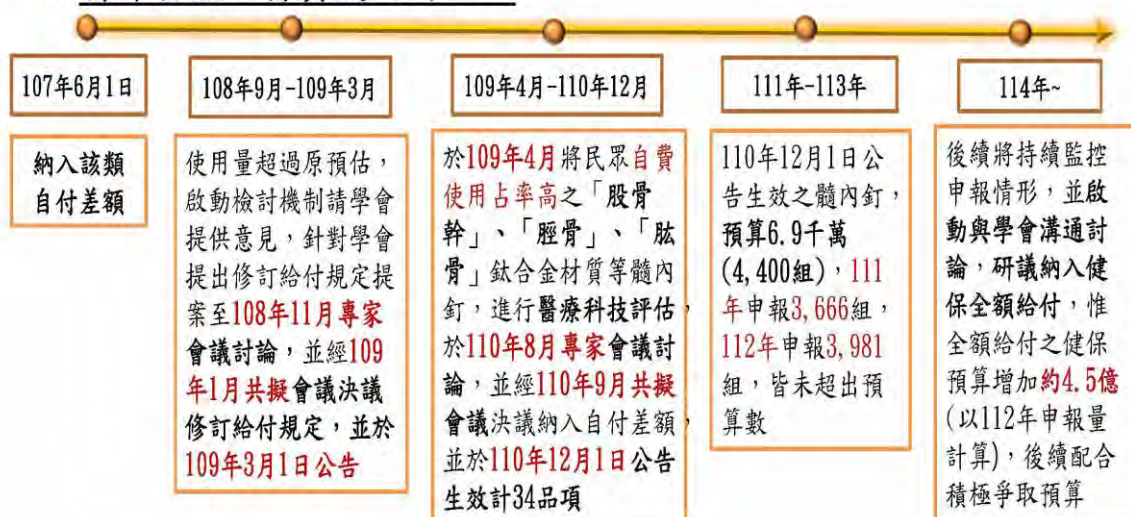 107年6月1日
納入該類
自付差額
108年9月-109年3月
使用量超過原預估,
啟動檢討機制請學會
提供意見,針對學會
提出修訂給付規定提
案至108年11月專家
會議討論,並經109
年1月共擬會議決議
修訂給付規定,並於
109年3月1日公告
109年4月-110年12月
於109年4月將民眾自費
使用占率高之「股骨
幹」、「脛骨」、「肱
骨」鈦合金材質等髓內
釘,進行醫療科技評估,
於110年8月專家會議討
論,並經110年9月共擬
會議決議納入自付差額,
並於110年12月1日公告
生效計34品項
111年-113年
110年12月1日公
告生效之髓內釘,
預算6.9千萬
(4,400組),111
年申報3,666組,
112年申報3,981
組,皆未超出預
算數
114年~
後續將持續監控
申報情形,並啟
動與學會溝通討
論,研議納入健
保全額給付,惟
全額給付之健保
預算增加約4.5億
(以112年申報量
計算),後續配合
積極爭取預算